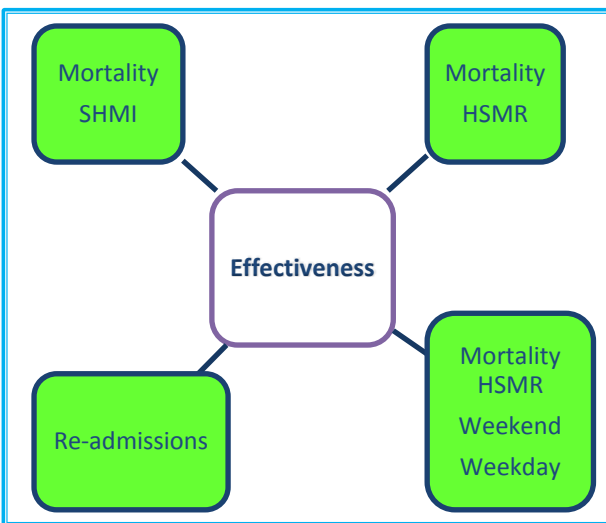 Mortality
SHMI
Mortality
HSMR
Effectiveness
Re-admissions
Mortality
HSMR
Weekend
Weekday